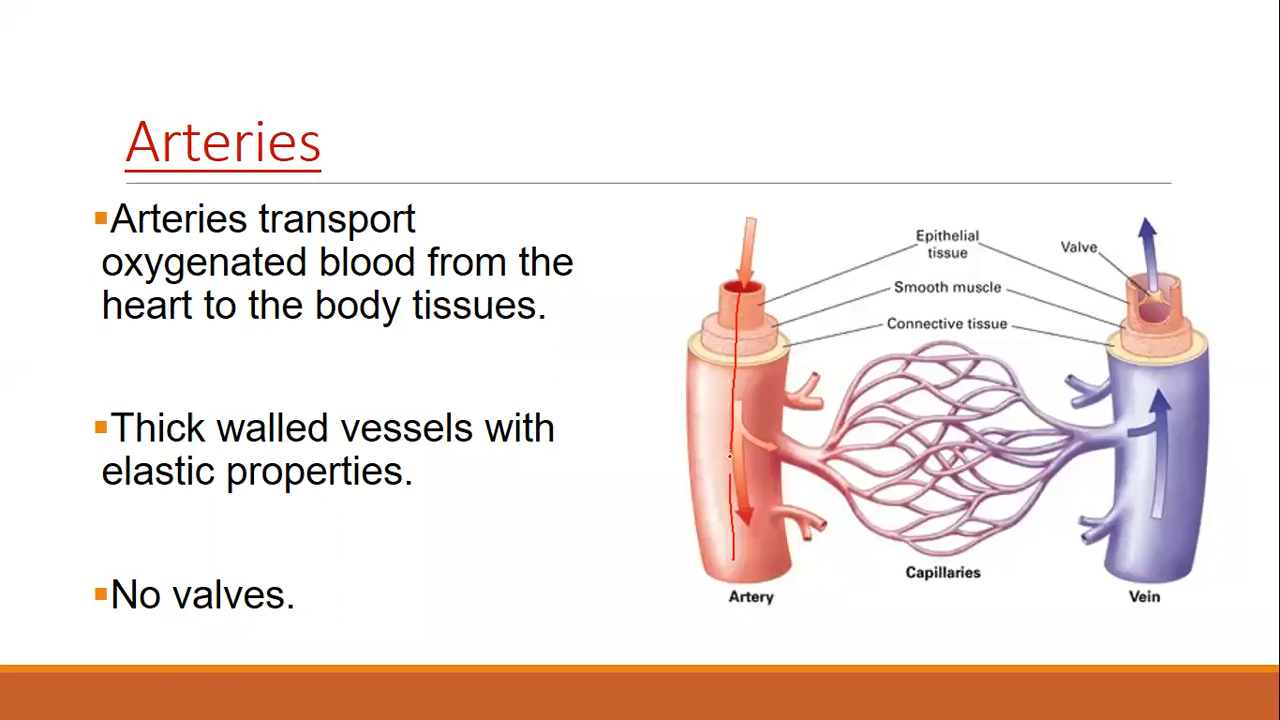 Arteries
Arteries transport
oxygenated blood from the
heart to the body tissues.
Thick walled vessels with
elastic properties.
No valves.
Epithelial
tissue
Valve
Smooth muscle
Connective tissue
Capillaries
Artery
Vein